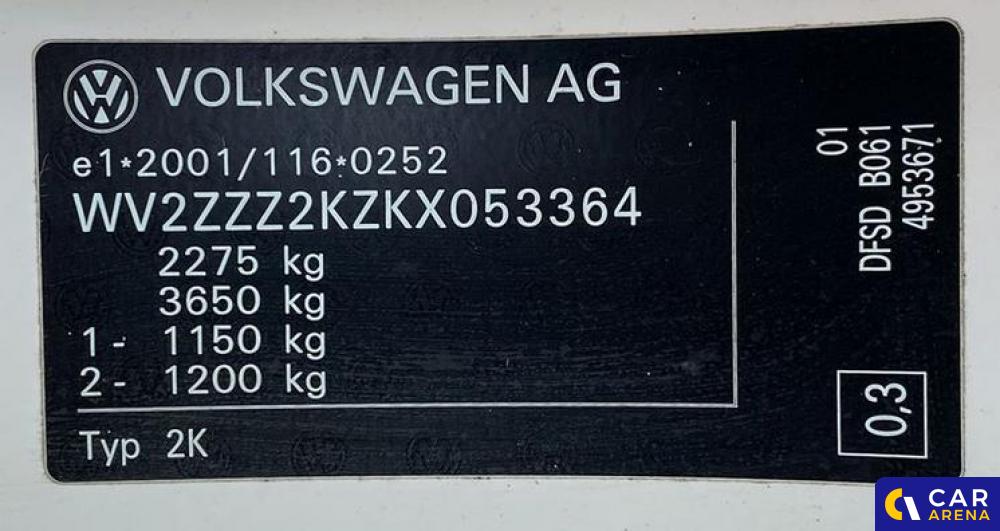 VOLKSWAGEN AG
e1*2001/116*0252
WV2ZZZ2KZKX053364
2275 kg
3650 kg
1- 1150 kg
2- 1200 kg
Typ 2K
01
DFSD B061
4953671
0,3
CAR
ARENA